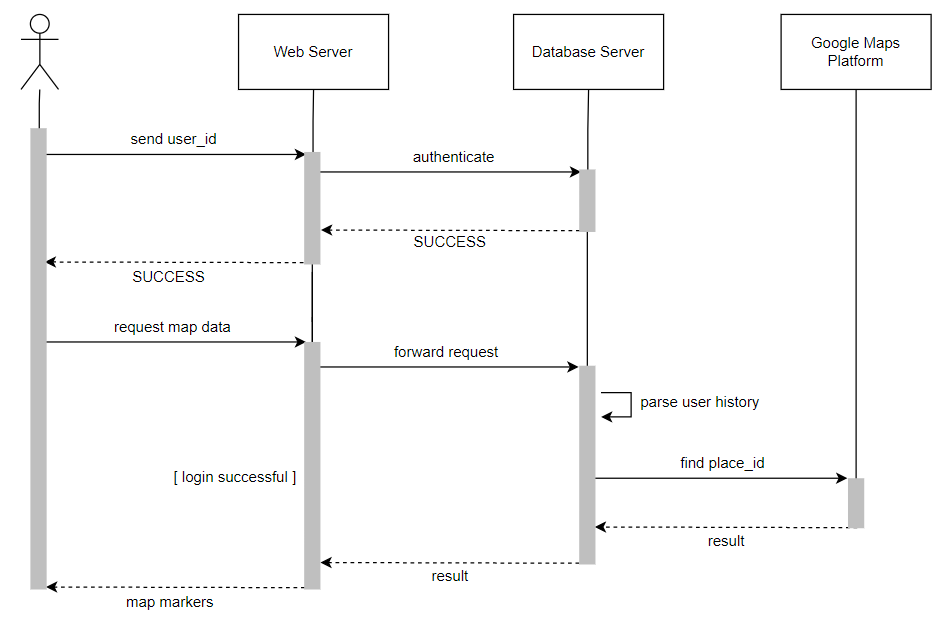 Web Server
Database Server
Google Maps
Platform
send user_id
authenticate
SUCCESS
SUCCESS
request map data
forward request
parse user history
find place_id
[ login successful ]
result
result
map markers